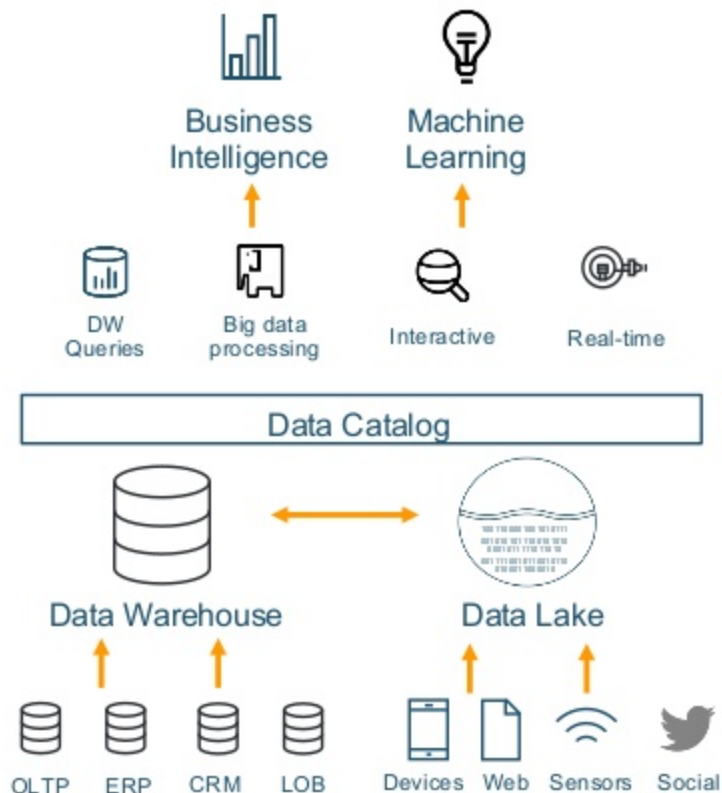 Business
Intelligence
Machine
Learning
DW
Queries
Big data
processing
Interactive
Real-time
Data Catalog
Data Warehouse
Data Lake
OLTP
ERP
CRM
LOB
Devices
Web
Sensors
Social